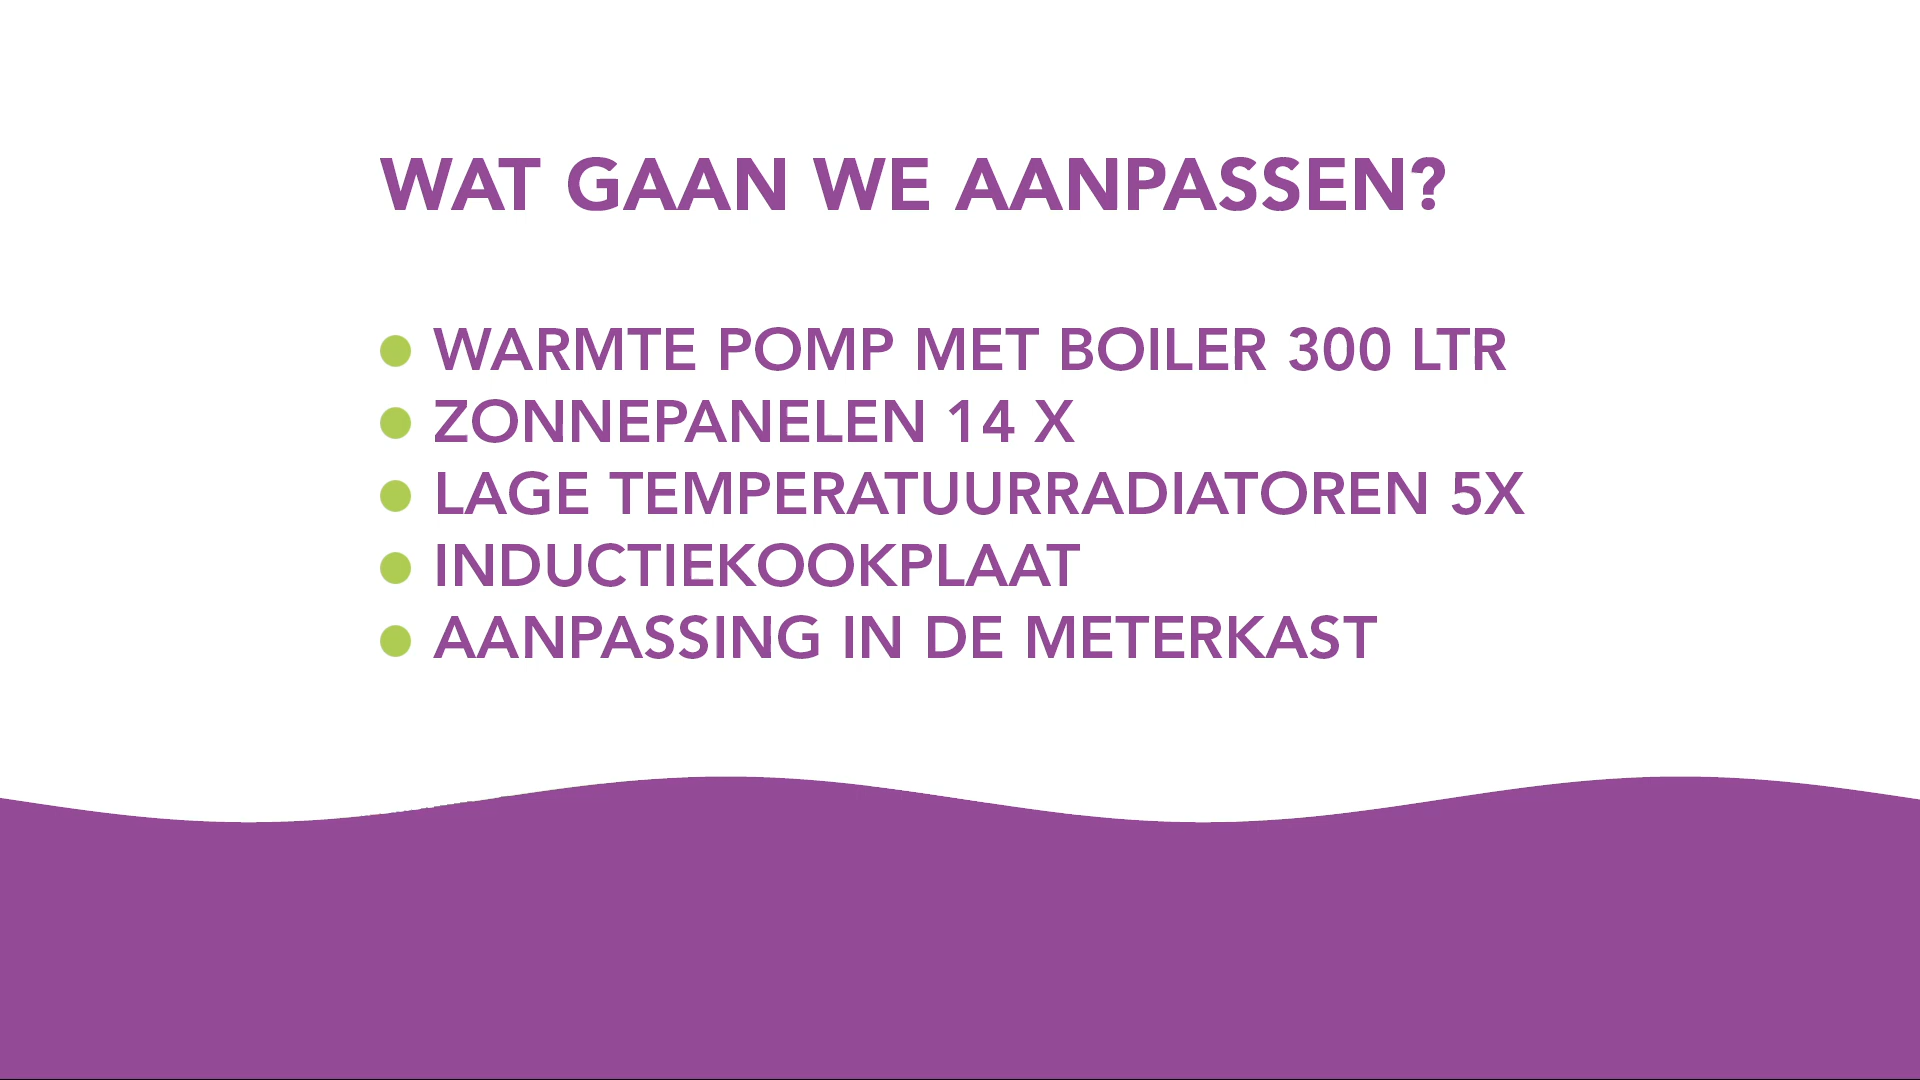 WAT GAAN WE AANPASSEN?
WARMTE POMP MET BOILER 300 LTR
ZONNEPANELEN 14 X
LAGE TEMPERATUURRADIATOREN 5X
INDUCTIEKOOKPLAAT
AANPASSING IN DE METERKAST